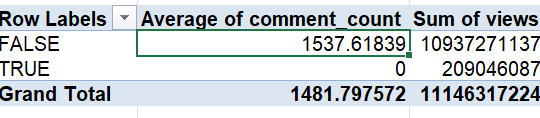 Row Labels Average of comment_count Sum of views
FALSE 1537.61839 10937271137
TRUE 0 209046087
Grand Total 1481.797572 11146317224